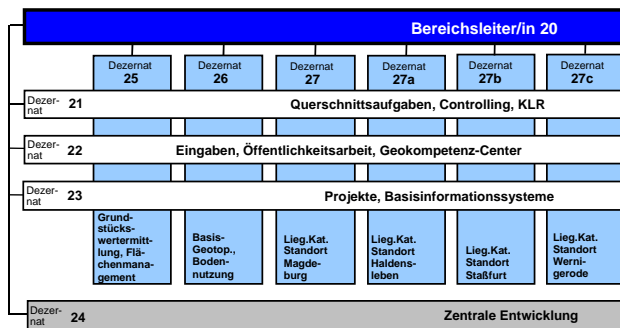 Bereichsleiter/in 20
Dezernat
25
Dezernat
26
Dezernat
27
Dezernat
27a
Dezernat
27b
Dezernat
27c
Dezer-
nat 21 Querschnittsaufgaben, Controlling, KLR
Dezer-
nat 22 Eingaben, Öffentlichkeitsarbeit, Geokompetenz-Center
Dezer-
nat 23 Projekte, Basisinformationssysteme
Grund-
stücks-
wertermitt-
lung, Flä-
chenmana-
gement
Basis-
Geotop.,
Boden-
nutzung
Lieg.Kat.
Standort
Magde-
burg
Lieg.Kat.
Standort
Haldens-
leben
Lieg.Kat.
Standort
Staßfurt
Lieg.Kat.
Standort
Werni-
gerode
Dezer-
nat 24 Zentrale Entwicklung